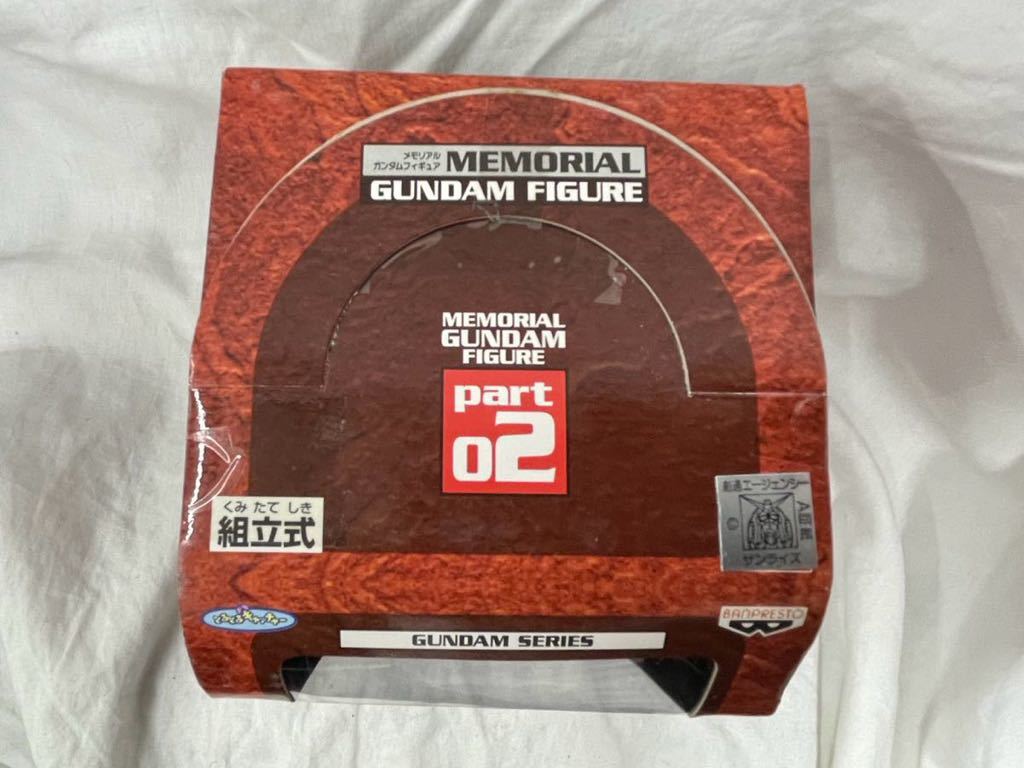 メモリアル
ガンダムフィギュア
MEMORIAL
GUNDAM FIGURE
MEMORIAL
GUNDAM
FIGURE
part
02
くみ たて しき
組立式
創通エージェンシー
サンライズ
BANPRESTO
GUNDAM SERIES